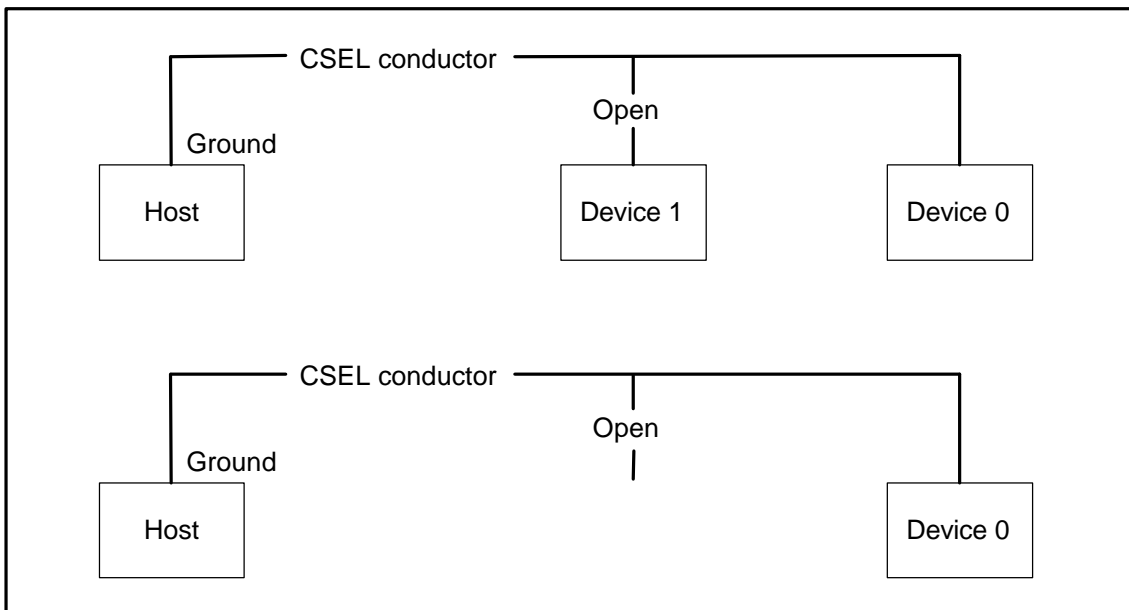 CSEL conductor
Open
Ground
Host
Device 1
Device 0
CSEL conductor
Open
Ground
Host
Device 0